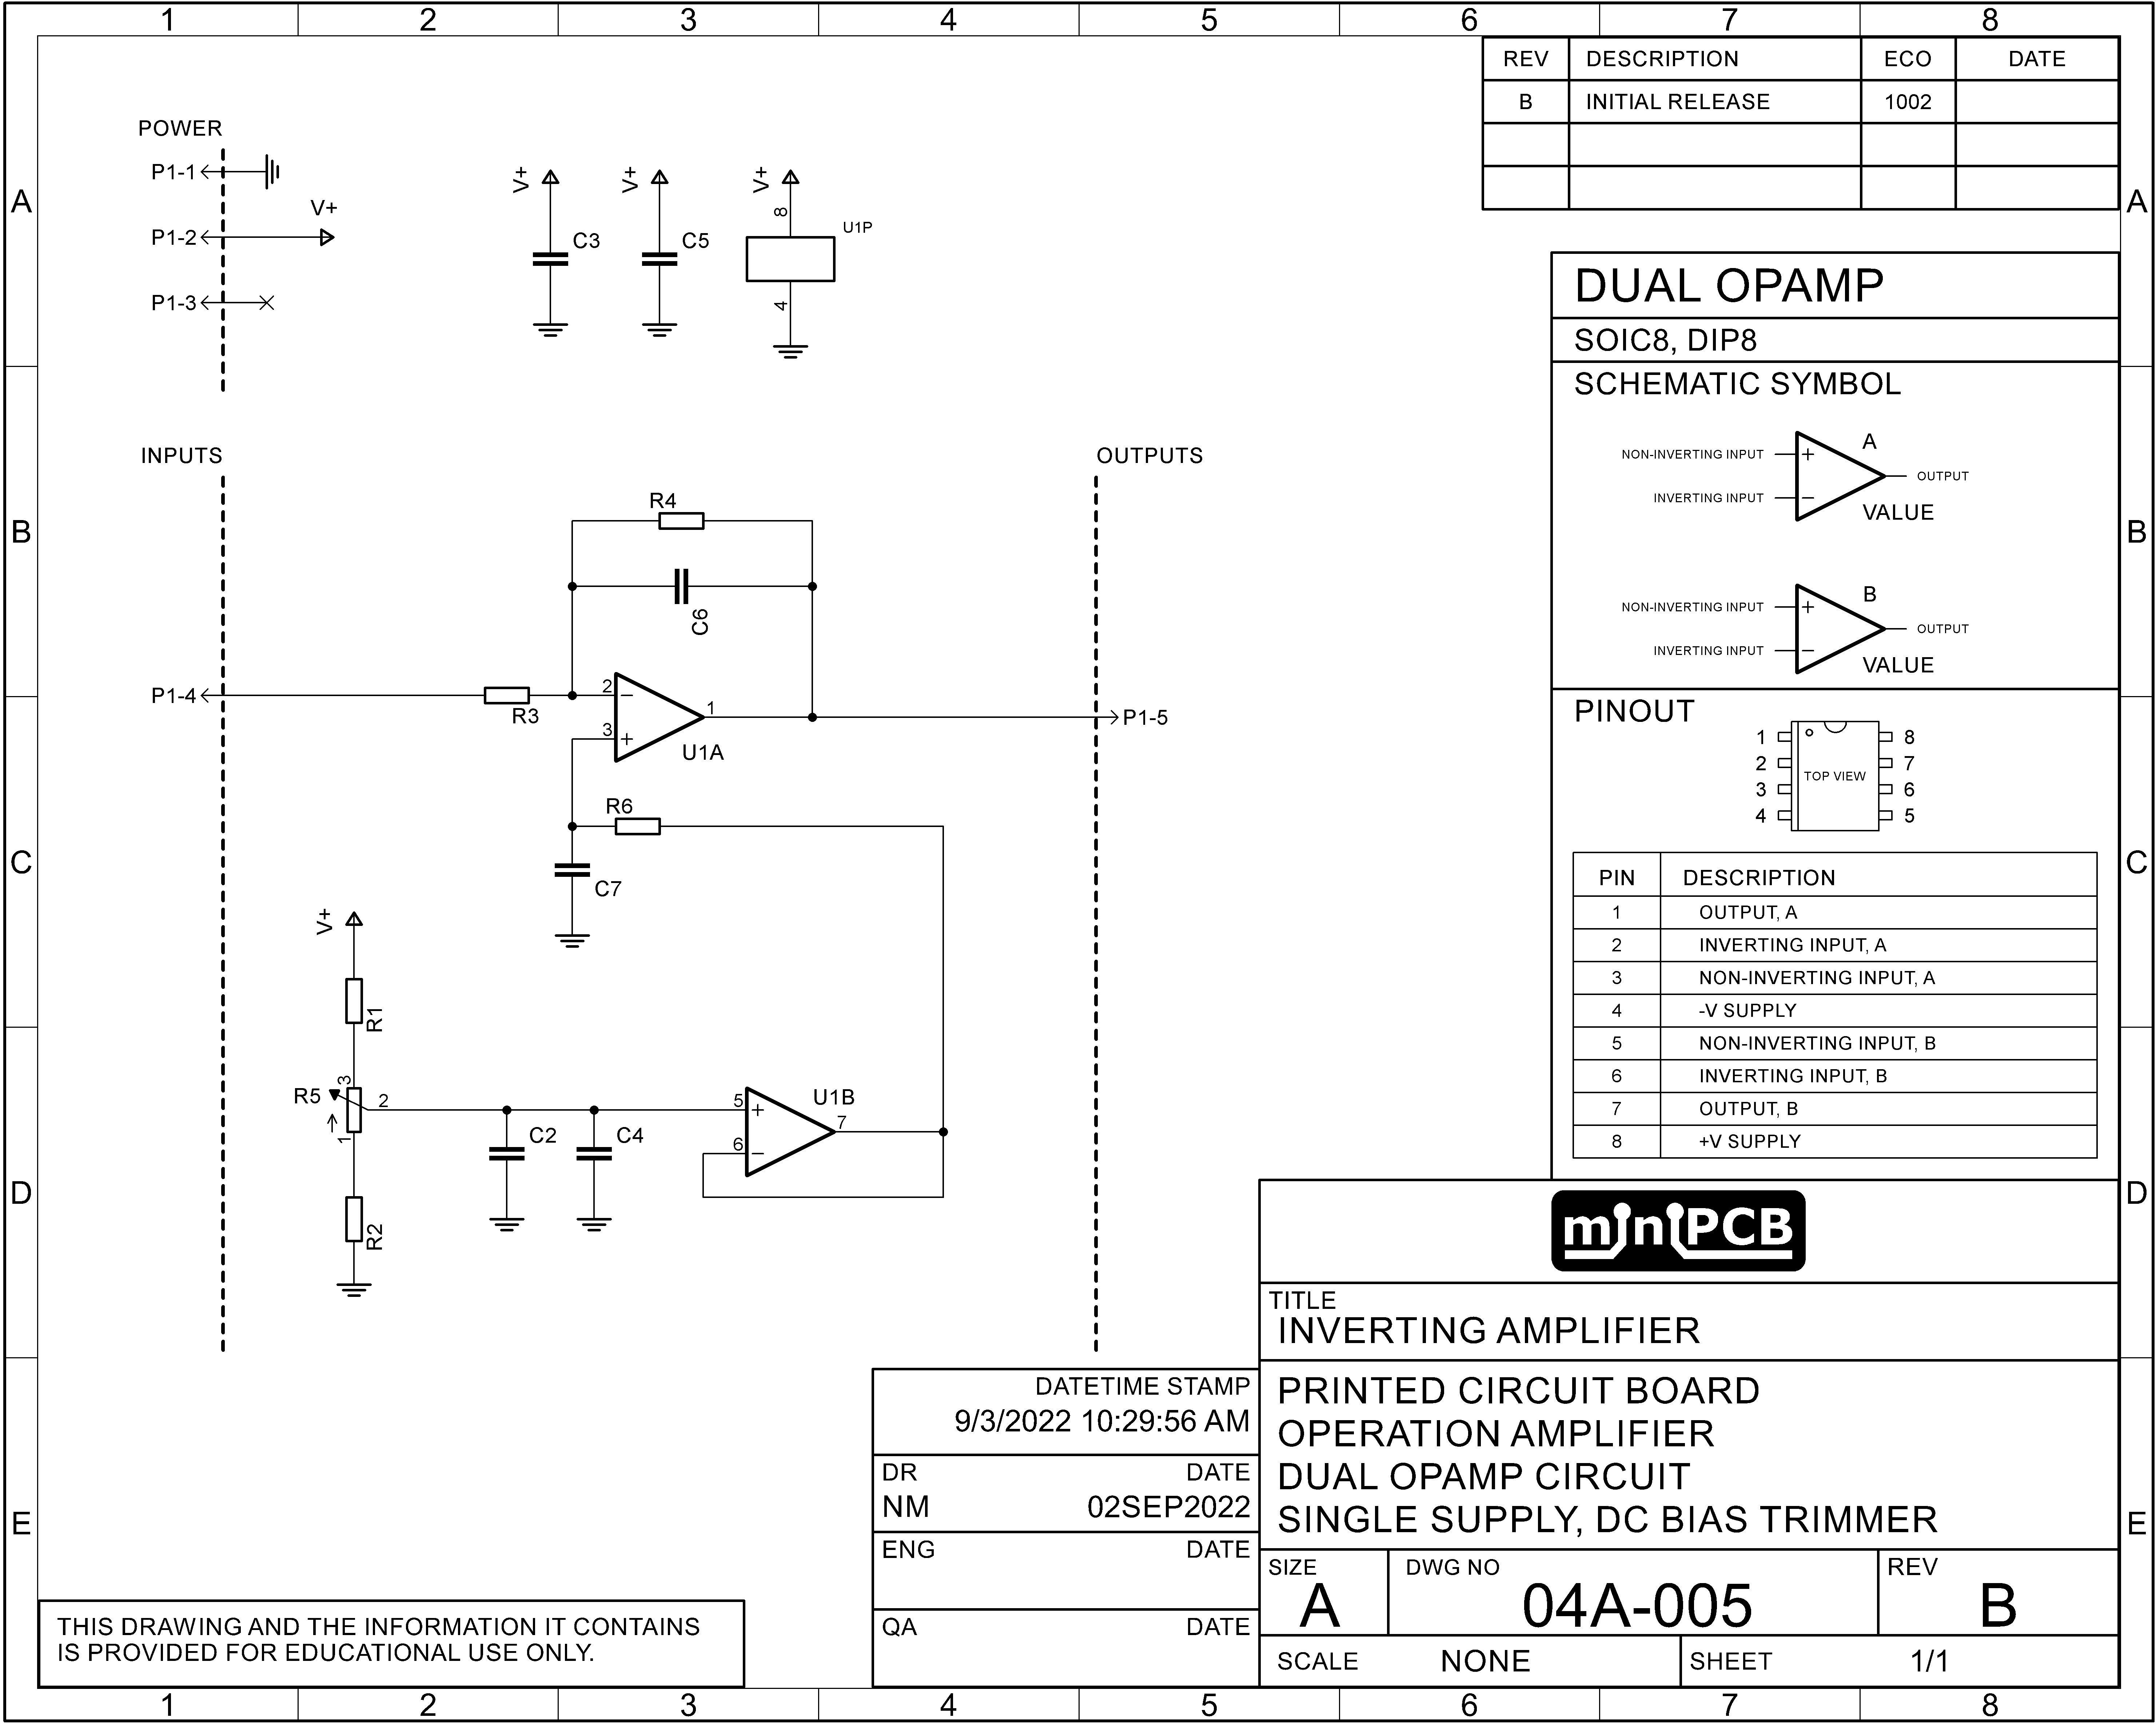 1 2 3 4 5 6 7 8
REV DESCRIPTION ECO DATE
B INITIAL RELEASE 1002
A
A
POWER
P1-1
V+
P1-2
P1-3
V+
C3
V+
C5
V+
8
U1P
4
DUAL OPAMP
SOIC8, DIP8
SCHEMATIC SYMBOL
NON-INVERTING INPUT
+
A
OUTPUT
INVERTING INPUT
−
VALUE
NON-INVERTING INPUT
+
B
OUTPUT
INVERTING INPUT
−
VALUE
B
B
INPUTS
OUTPUTS
R4
C6
P1-4
R3
2
−
3
+
1
U1A
P1-5
R6
C7
PINOUT
1 8
2 7
TOP VIEW
3 6
4 5
C
C
PIN DESCRIPTION
1 OUTPUT, A
2 INVERTING INPUT, A
3 NON-INVERTING INPUT, A
4 -V SUPPLY
5 NON-INVERTING INPUT, B
6 INVERTING INPUT, B
7 OUTPUT, B
8 +V SUPPLY
V+
R1
3
R5
2
1
R2
C2
C4
5
+
6
−
7
U1B
D
D
miniPCB
TITLE
INVERTING AMPLIFIER
PRINTED CIRCUIT BOARD
OPERATION AMPLIFIER
DUAL OPAMP CIRCUIT
SINGLE SUPPLY, DC BIAS TRIMMER
DATETIME STAMP
9/3/2022 10:29:56 AM
DR DATE
NM 02SEP2022
ENG DATE
QA DATE
SIZE
A
DWG NO
04A-005
REV
B
SCALE NONE
SHEET 1/1
E
E
THIS DRAWING AND THE INFORMATION IT CONTAINS
IS PROVIDED FOR EDUCATIONAL USE ONLY.
1 2 3 4 5 6 7 8